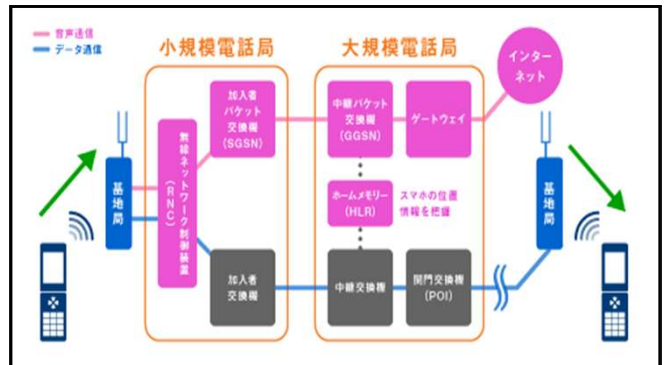 音声通信
データ通信
小規模電話局
大規模電話局
インター
ネット
加入者
パケット
交換機
(SGSN)
中継パケット
交換機
(GGSN)
ゲートウェイ
無線ネットワーク制御装置
(RNC)
基地局
ホームメモリー
(HLR)
スマホの位置
情報を把握
基地局
加入者
交換機
中継交換機
関門交換機
(POI)